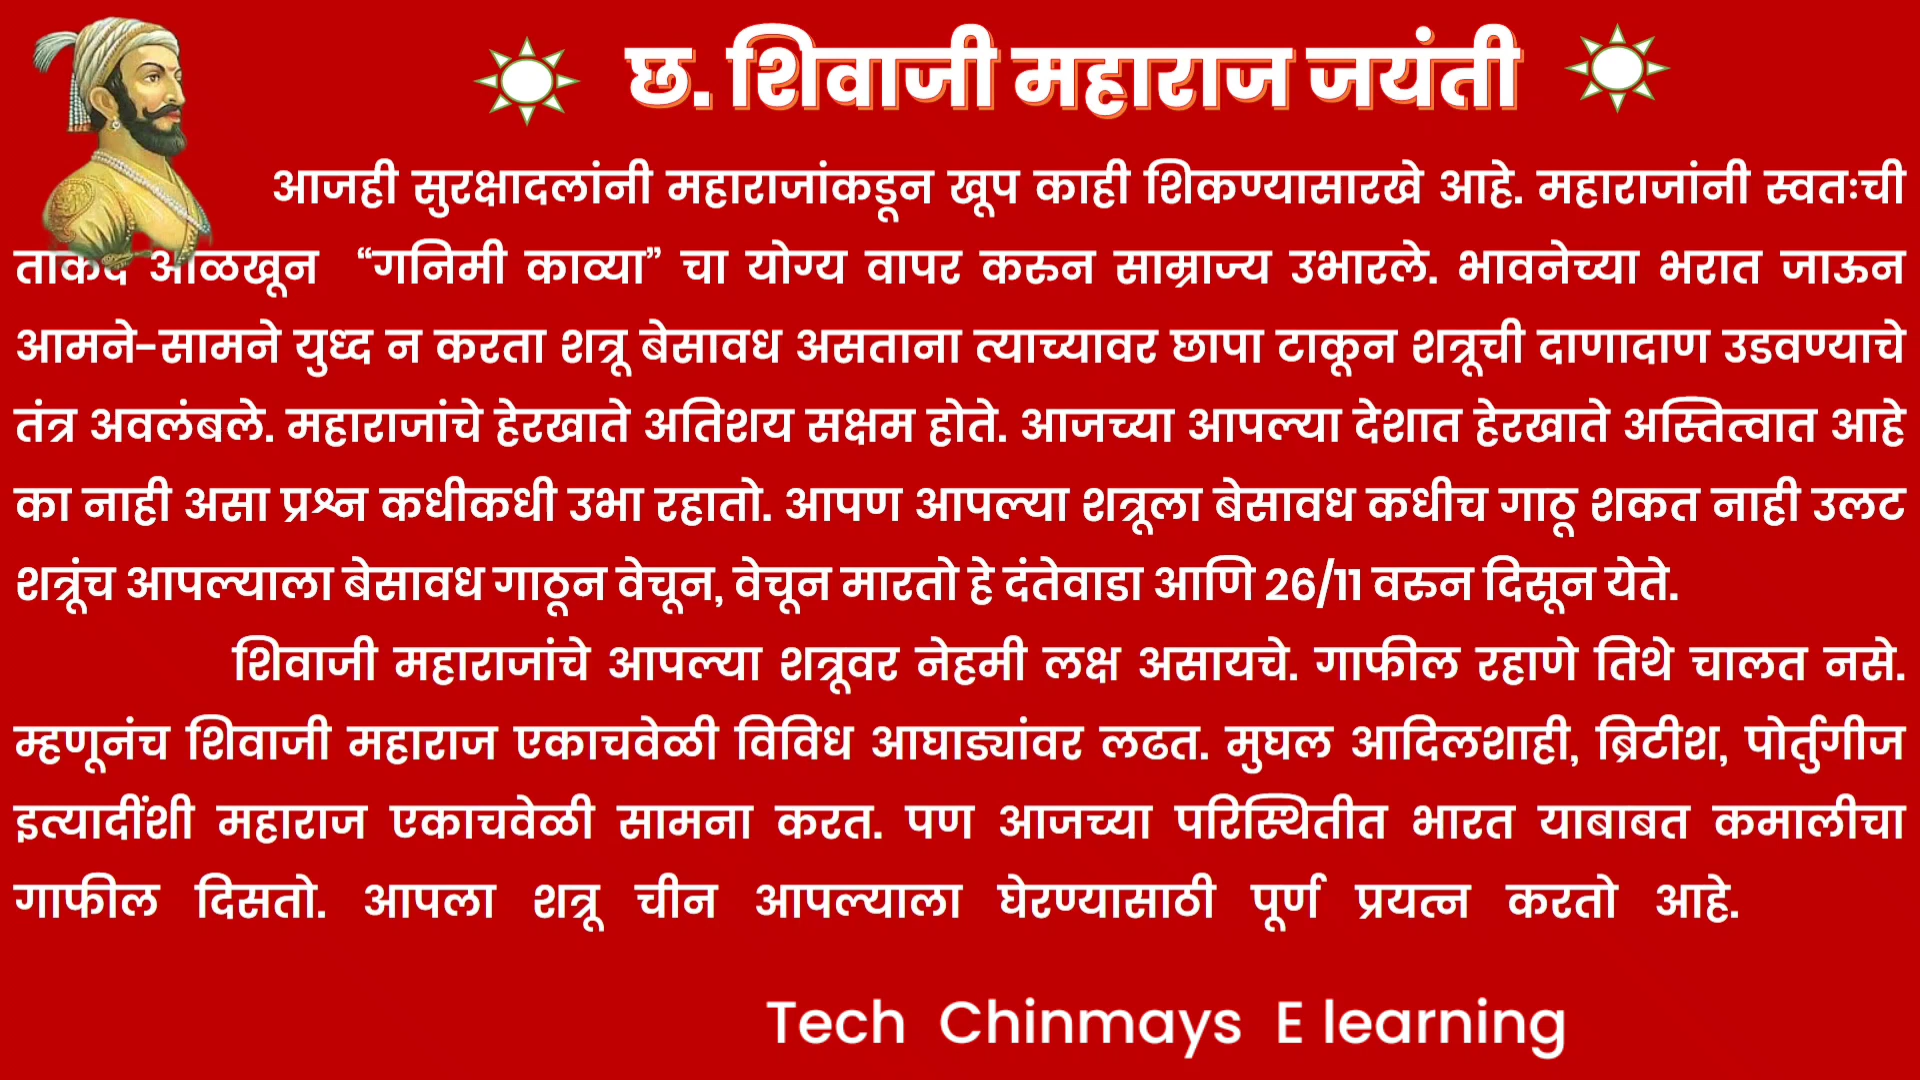 छ. शिवाजी महाराज जयंती
आजही सुरक्षादलांनी महाराजांकडून खूप काही शिकण्यासारखे आहे. महाराजांनी स्वतःची
ताकद ओळखून “गनिमी काव्या” चा योग्य वापर करुन साम्राज्य उभारले. भावनेच्या भरात जाऊन
आमने-सामने युध्द न करता शत्रू बेसावध असताना त्याच्यावर छापा टाकून शत्रूची दाणादाण उडवण्याचे
तंत्र अवलंबले. महाराजांचे हेरखाते अतिशय सक्षम होते. आजच्या आपल्या देशात हेरखाते अस्तित्वात आहे
का नाही असा प्रश्न कधीकधी उभा रहातो. आपण आपल्या शत्रूला बेसावध कधीच गाठू शकत नाही उलट
शत्रूंच आपल्याला बेसावध गाठून वेचून, वेचून मारतो हे दंतेवाडा आणि 26/11 वरुन दिसून येते.
शिवाजी महाराजांचे आपल्या शत्रूवर नेहमी लक्ष असायचे. गाफील रहाणे तिथे चालत नसे.
म्हणूनंच शिवाजी महाराज एकाचवेळी विविध आघाड्यांवर लढत. मुघल आदिलशाही, ब्रिटीश, पोर्तुगीज
इत्यादींशी महाराज एकाचवेळी सामना करत. पण आजच्या परिस्थितीत भारत याबाबत कमालीचा
गाफील दिसतो. आपला शत्रू चीन आपल्याला घेरण्यासाठी पूर्ण प्रयत्न करतो आहे.
Tech Chinmays E learning